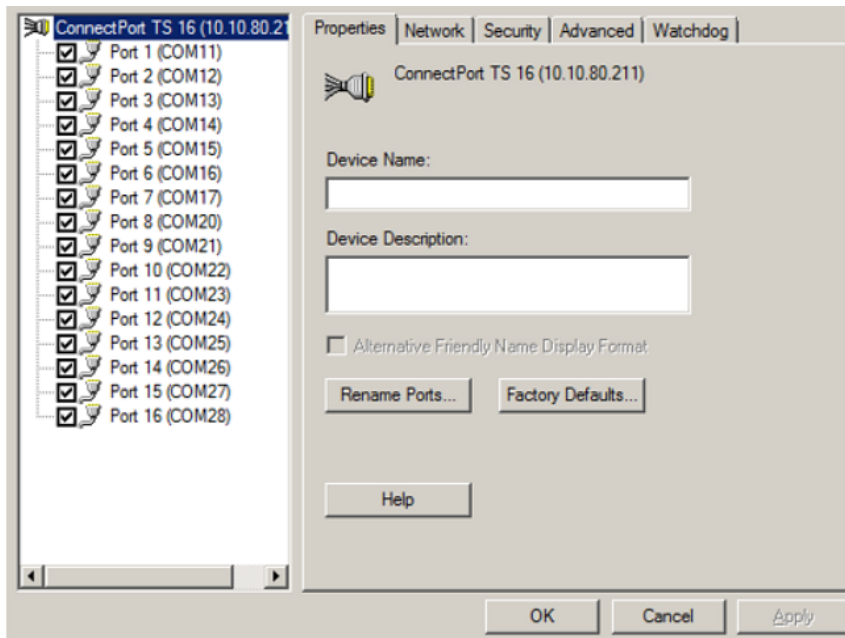 ConnectPort TS 16 (10.10.80.21
Port 1 (COM11)
Port 2 (COM12)
Port 3 (COM13)
Port 4 (COM14)
Port 5 (COM15)
Port 6 (COM16)
Port 7 (COM17)
Port 8 (COM20)
Port 9 (COM21)
Port 10 (COM22)
Port 11 (COM23)
Port 12 (COM24)
Port 13 (COM25)
Port 14 (COM26)
Port 15 (COM27)
Port 16 (COM28)
Properties Network Security Advanced Watchdog
ConnectPort TS 16 (10.10.80.211)
Device Name:
Device Description:
Alternative Friendly Name Display Format
Rename Ports... Factory Defaults...
Help
OK Cancel Apply